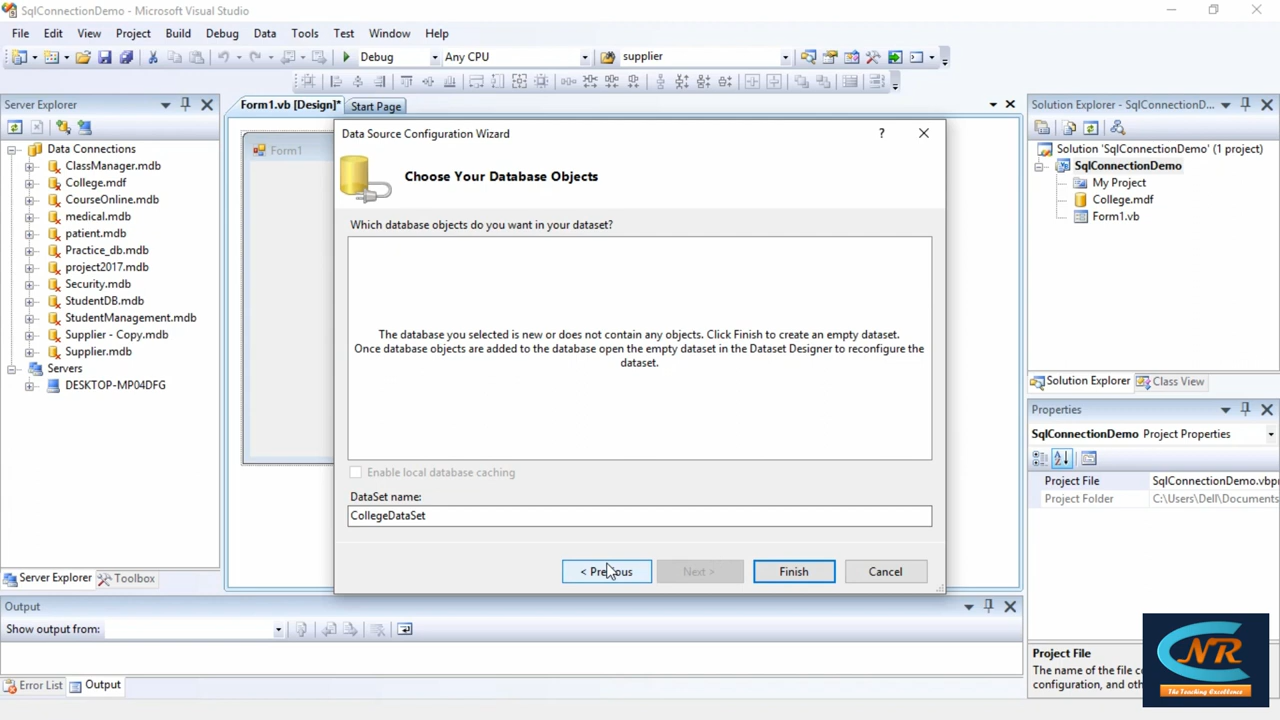 SqlConnectionDemo - Microsoft Visual Studio
File Edit View Project Build Debug Data Tools Test Window Help
Debug Any CPU supplier
Server Explorer
Data Connections
ClassManager.mdb
College.mdf
CourseOnline.mdb
medical.mdb
patient.mdb
Practice_db.mdb
project2017.mdb
Security.mdb
StudentDB.mdb
StudentManagement.mdb
Supplier - Copy.mdb
Supplier.mdb
Servers
DESKTOP-MP04DFG
Server Explorer Toolbox
Form1.vb [Design]* Start Page
Form1
Data Source Configuration Wizard
?
Choose Your Database Objects
Which database objects do you want in your dataset?
The database you selected is new or does not contain any objects. Click Finish to create an empty dataset.
Once database objects are added to the database open the empty dataset in the Dataset Designer to reconfigure the
dataset.
Enable local database caching
DataSet name:
CollegeDataSet
< Previous Next > Finish Cancel
Solution Explorer - SqlConnectionD...
Solution 'SqlConnectionDemo' (1 project)
SqlConnectionDemo
My Project
College.mdf
Form1.vb
Solution Explorer Class View
Properties
SqlConnectionDemo Project Properties
Project File SqlConnectionDemo.vbp
Project Folder C:\Users\Dell\Documents
Project File
The name of the file c
configuration, and oth
Output
Show output from:
Error List Output
NR
The Teaching Excellence